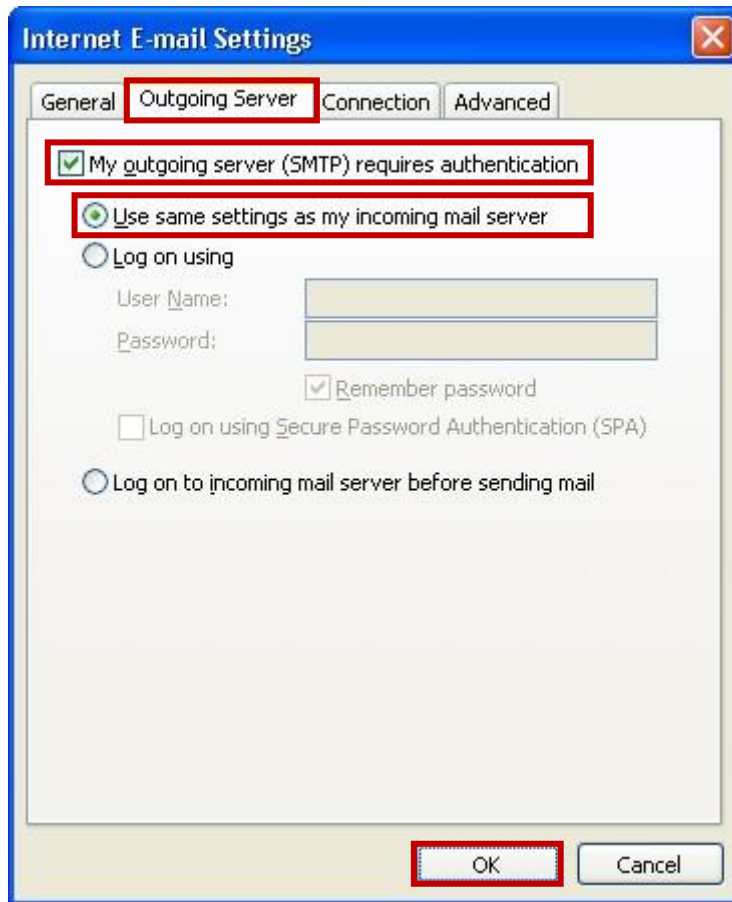 Internet E-mail Settings
General Outgoing Server Connection Advanced
My outgoing server (SMTP) requires authentication
Use same settings as my incoming mail server
Log on using
User Name:
Password:
Remember password
Log on using Secure Password Authentication (SPA)
Log on to incoming mail server before sending mail
OK Cancel